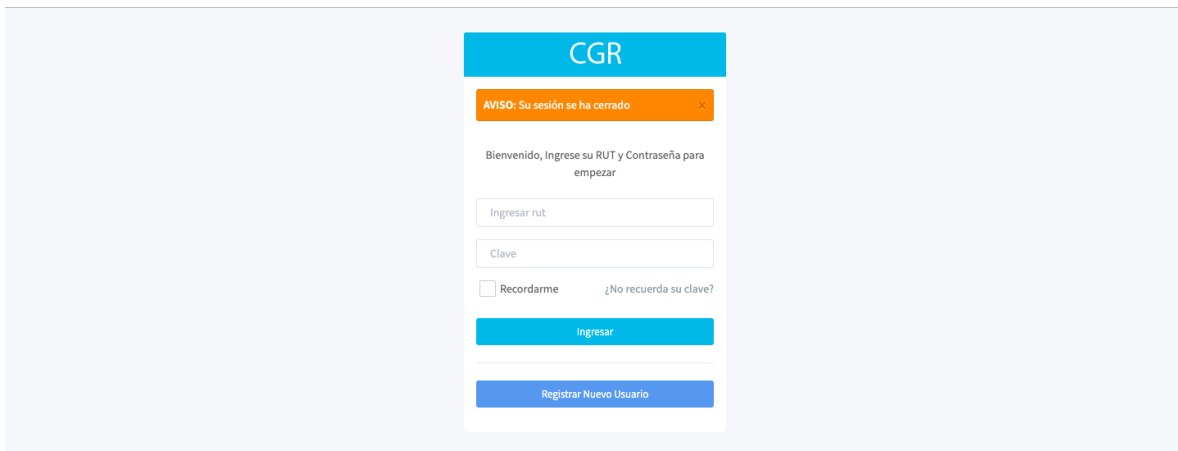 CGR
AVISO: Su sesión se ha cerrado ×
Bienvenido, Ingrese su RUT y Contraseña para
empezar
Ingresar rut
Clave
Recordarme ¿No recuerda su clave?
Ingresar
Registrar Nuevo Usuario